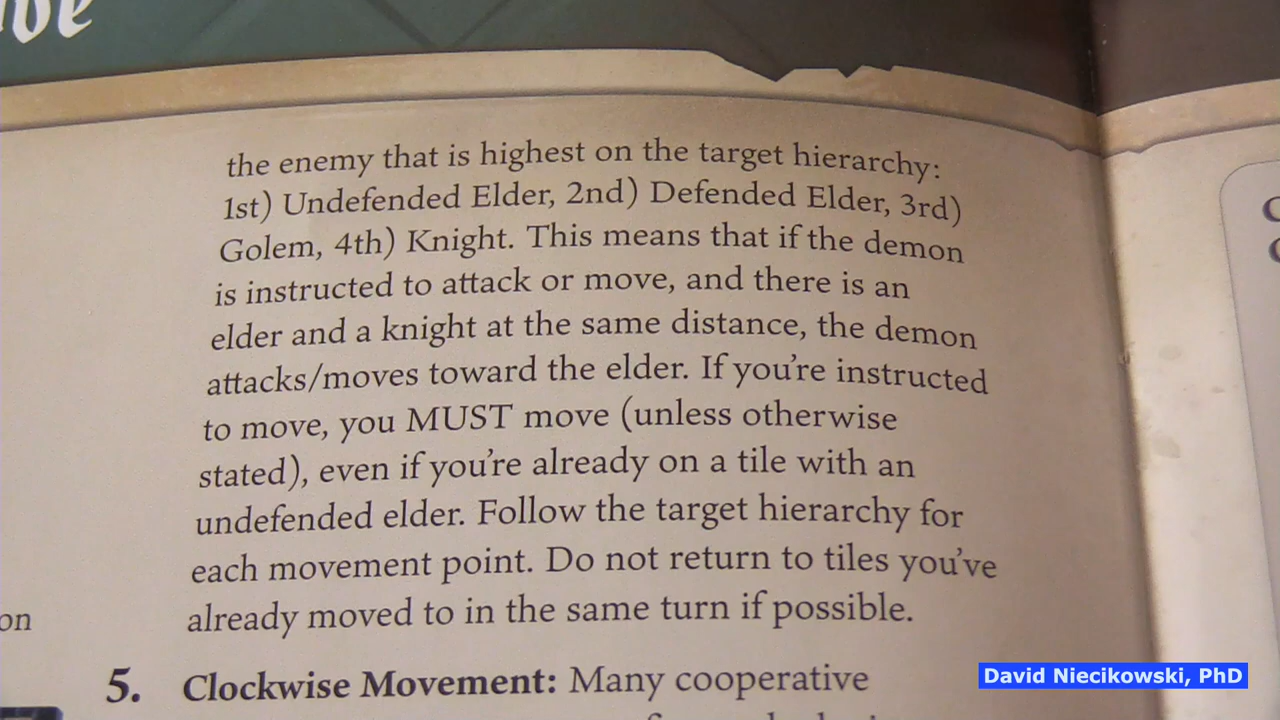 the enemy that is highest on the target hierarchy:
1st) Undefended Elder, 2nd) Defended Elder, 3rd)
Golem, 4th) Knight. This means that if the demon
is instructed to attack or move, and there is an
elder and a knight at the same distance, the demon
attacks/moves toward the elder. If you're instructed
to move, you MUST move (unless otherwise
stated), even if you're already on a tile with an
undefended elder. Follow the target hierarchy for
each movement point. Do not return to tiles you've
already moved to in the same turn if possible.
on
5. Clockwise Movement: Many cooperative
David Niecikowski, PhD